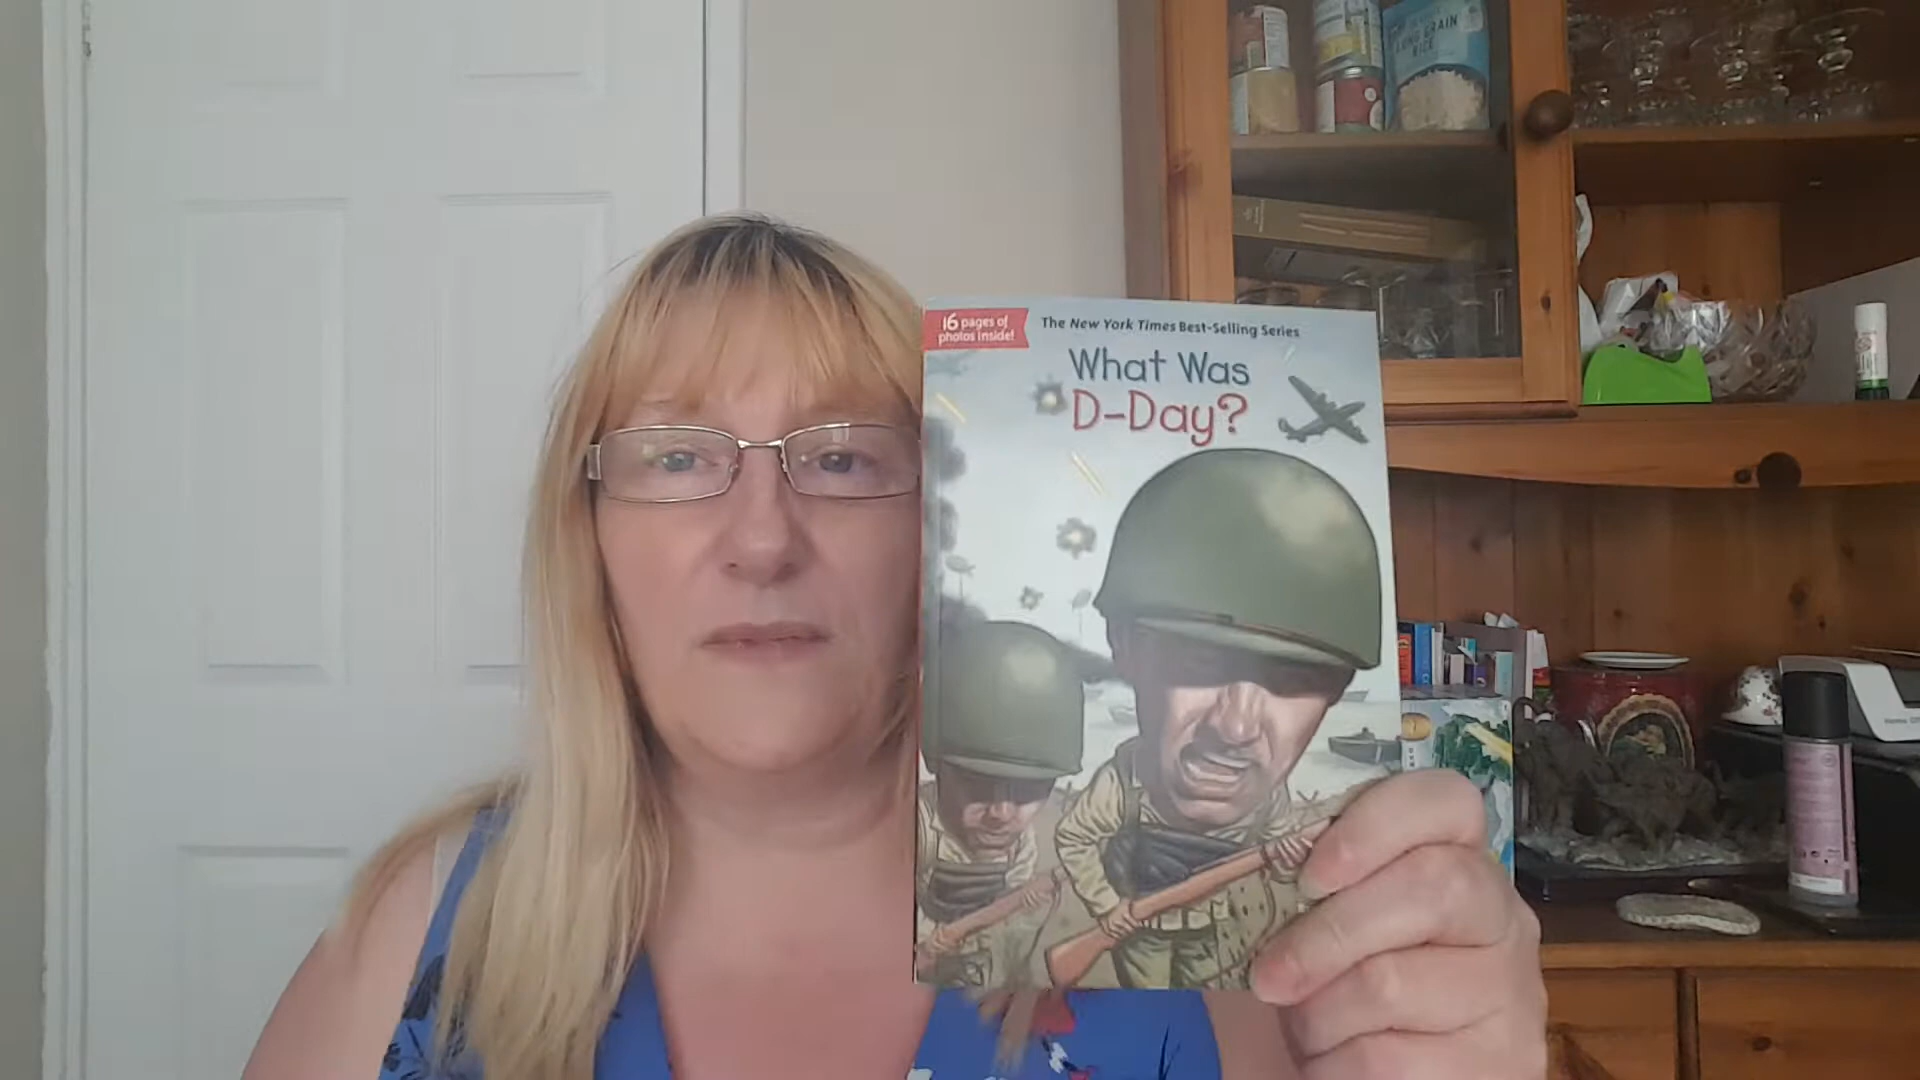 LONG GRAIN
RICE
16 pages of
photos inside!
The New York Times Best-Selling Series
What Was
D-Day?